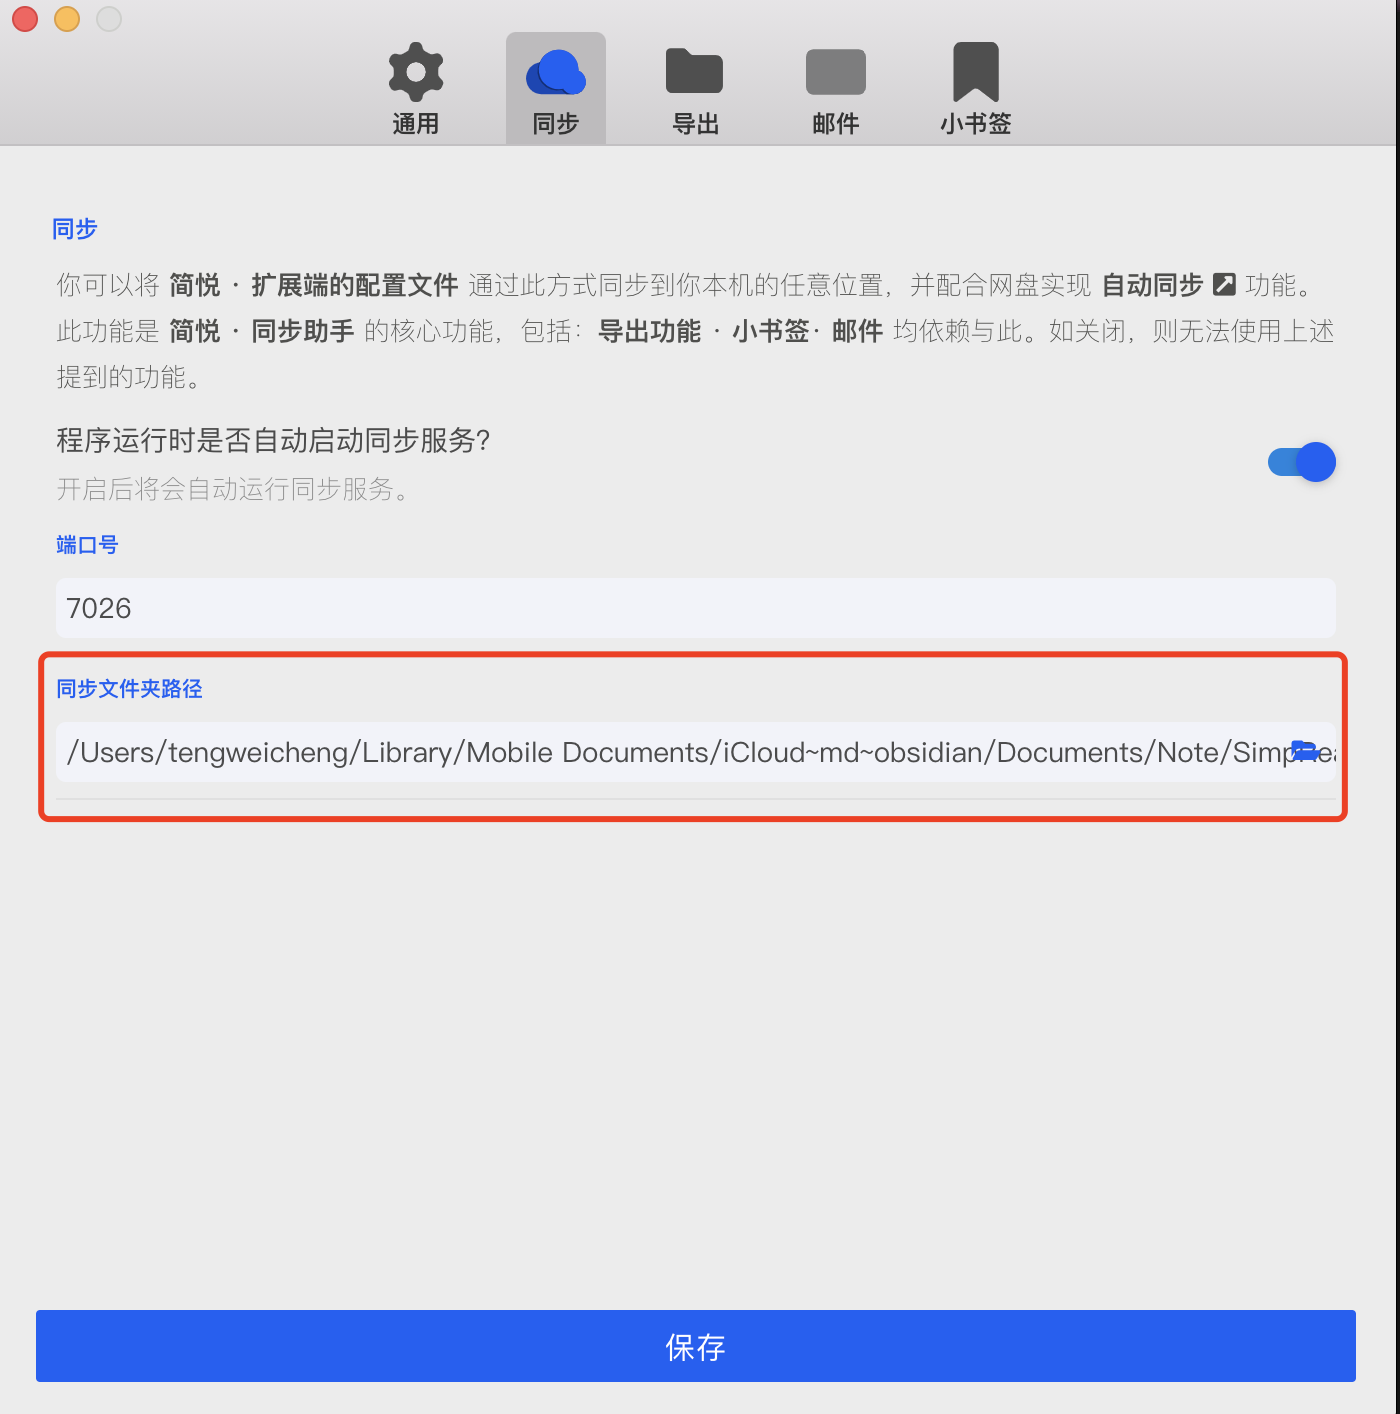 通用 同步 导出 邮件 小书签
同步
你可以将 简悦 · 扩展端的配置文件 通过此方式同步到你本机的任意位置，并配合网盘实现 自动同步 功能。
此功能是 简悦 · 同步助手 的核心功能，包括：导出功能 · 小书签· 邮件 均依赖与此。如关闭，则无法使用上述
提到的功能。
程序运行时是否自动启动同步服务？
开启后将会自动运行同步服务。
端口号
7026
同步文件夹路径
/Users/tengweicheng/Library/Mobile Documents/iCloud~md~obsidian/Documents/Note/SimpRea
保存